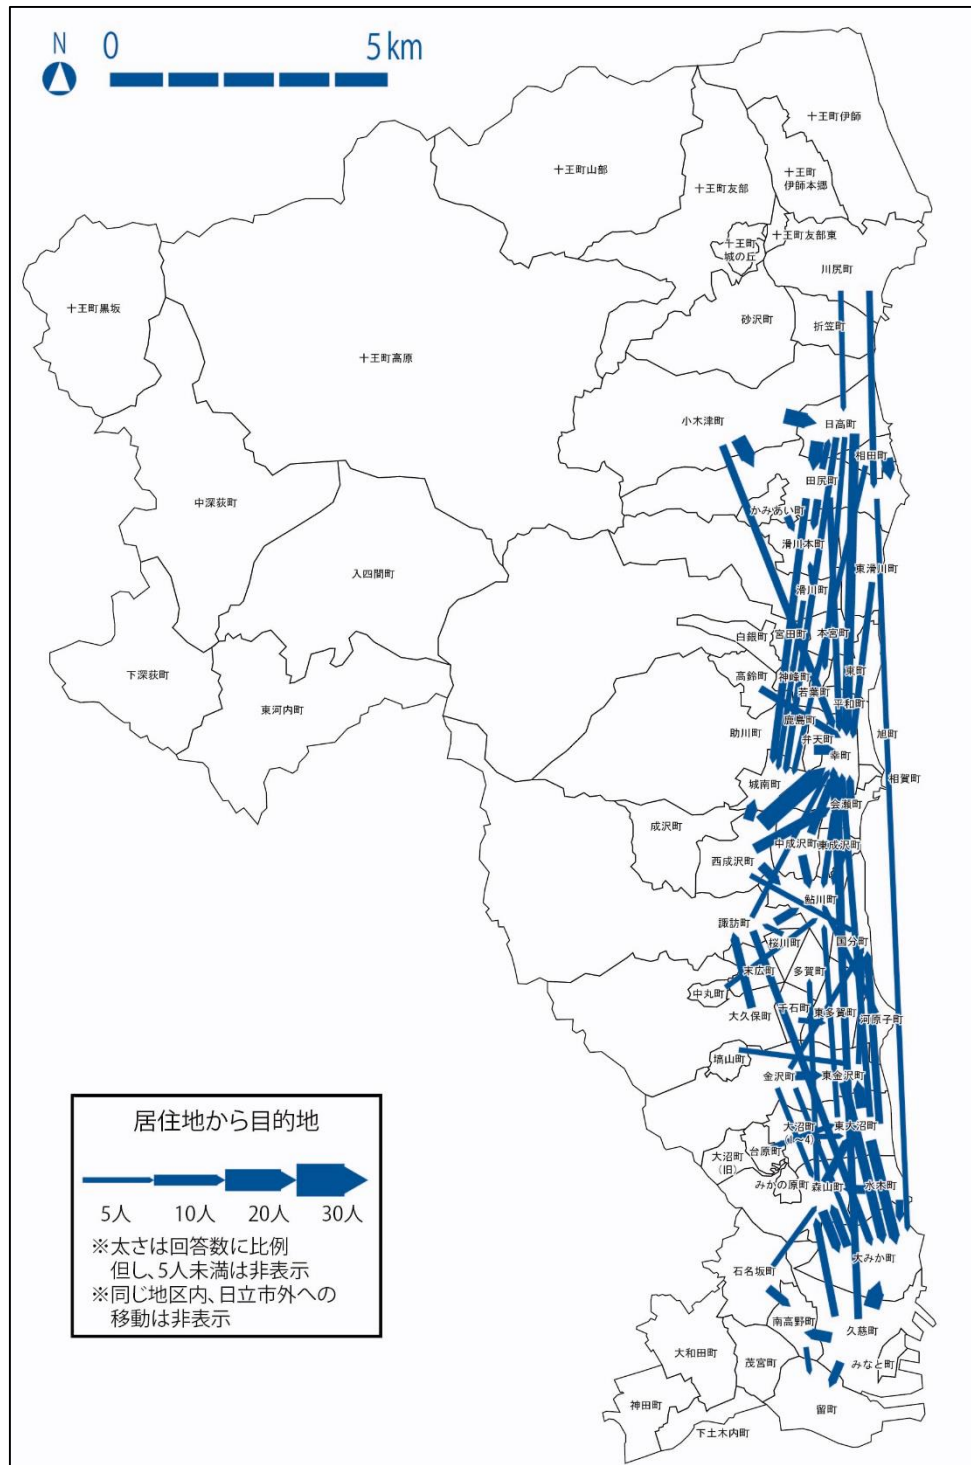 N
0
5 km
十王町伊師
十王町山部
十王町友部
十王町
伊師本郷
十王町友部東
十王町
城の丘
川尻町
十王町黒坂
砂沢町
折笠町
十王町高原
小木津町
日高町
相田町
田尻町
中深荻町
かみあい町
滑川本町
入四間町
東滑川町
滑川町
白銀町
宮田町
本宮町
下深荻町
高鈴町
神峰町
東町
若葉町
東河内町
平和町
鹿島町
助川町
弁天町
旭町
幸町
城南町
相賀町
会瀬町
成沢町
中成沢町
東成沢町
西成沢町
鮎川町
諏訪町
桜川町
国分町
末広町
多賀町
中丸町
千石町
大久保町
東多賀町
河原子町
塙山町
金沢町
東金沢町
大沼町
(1～4)
東大沼町
台原町
大沼町
(旧)
みかの原町
森山町
水木町
大みか町
石名坂町
南高野町
久慈町
大和田町
茂宮町
みなと町
神田町
留町
下土木内町
居住地から目的地
5人
10人
20人
30人
※太さは回答数に比例
但し、5人未満は非表示
※同じ地区内、日立市外への
移動は非表示